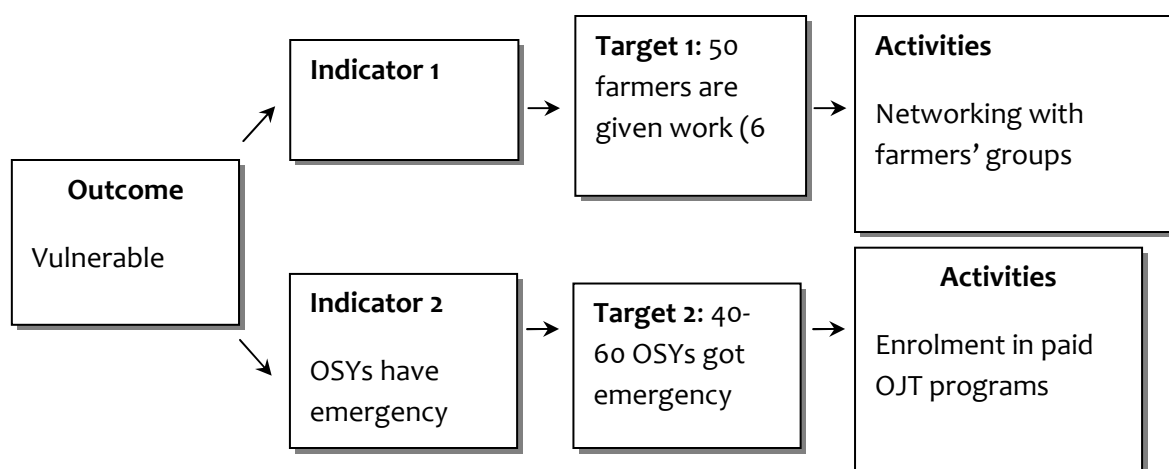 Outcome
Vulnerable
Indicator 1
Target 1: 50
farmers are
given work (6
Activities
Networking with
farmers’ groups
Indicator 2
OSYs have
emergency
Target 2: 40-
60 OSYs got
emergency
Activities
Enrolment in paid
OJT programs